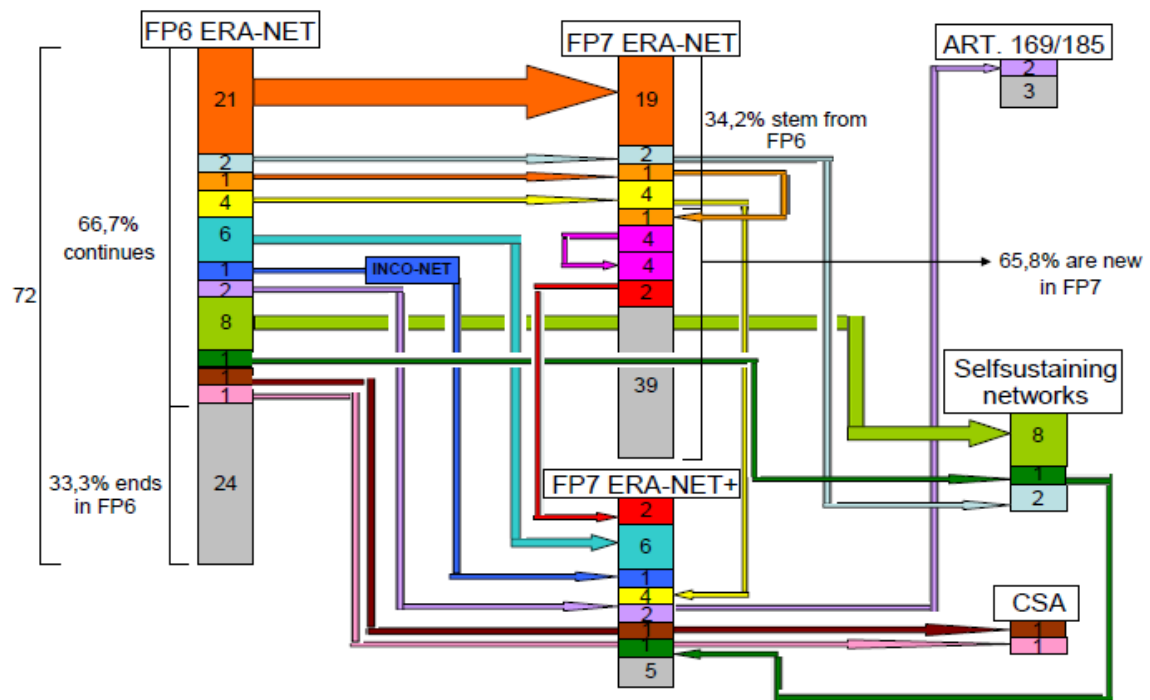 FP6 ERA-NET
FP7 ERA-NET
ART. 169/185
72
66,7%
continues
33,3% ends
in FP6
21
2
1
4
6
1
2
8
1
1
1
24
INCO-NET
19
2
1
4
1
4
4
2
39
34,2% stem from
FP6
65,8% are new
in FP7
2
3
Selfsustaining
networks
8
1
2
FP7 ERA-NET+
2
6
1
4
2
1
1
5
CSA
1
1